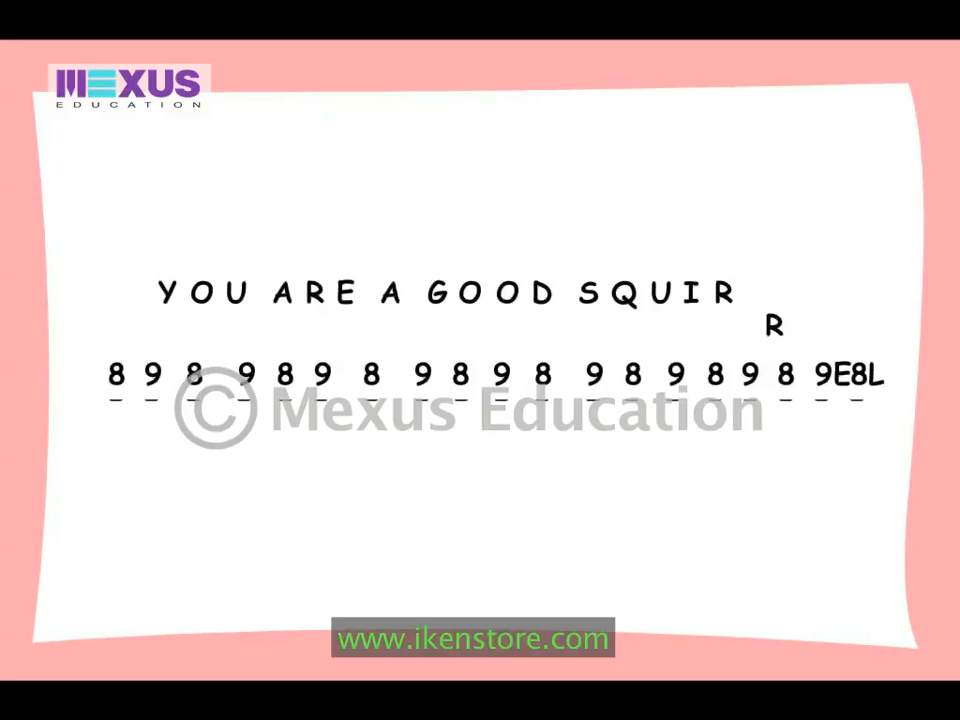 MEXUS
EDUCATION
YOU ARE A GOOD SQUIR
R
8 9 8 9 8 9 8 9 8 9 8 9 8 9 8 9 8 9E8L
© Mexus Education
www.ikenstore.com